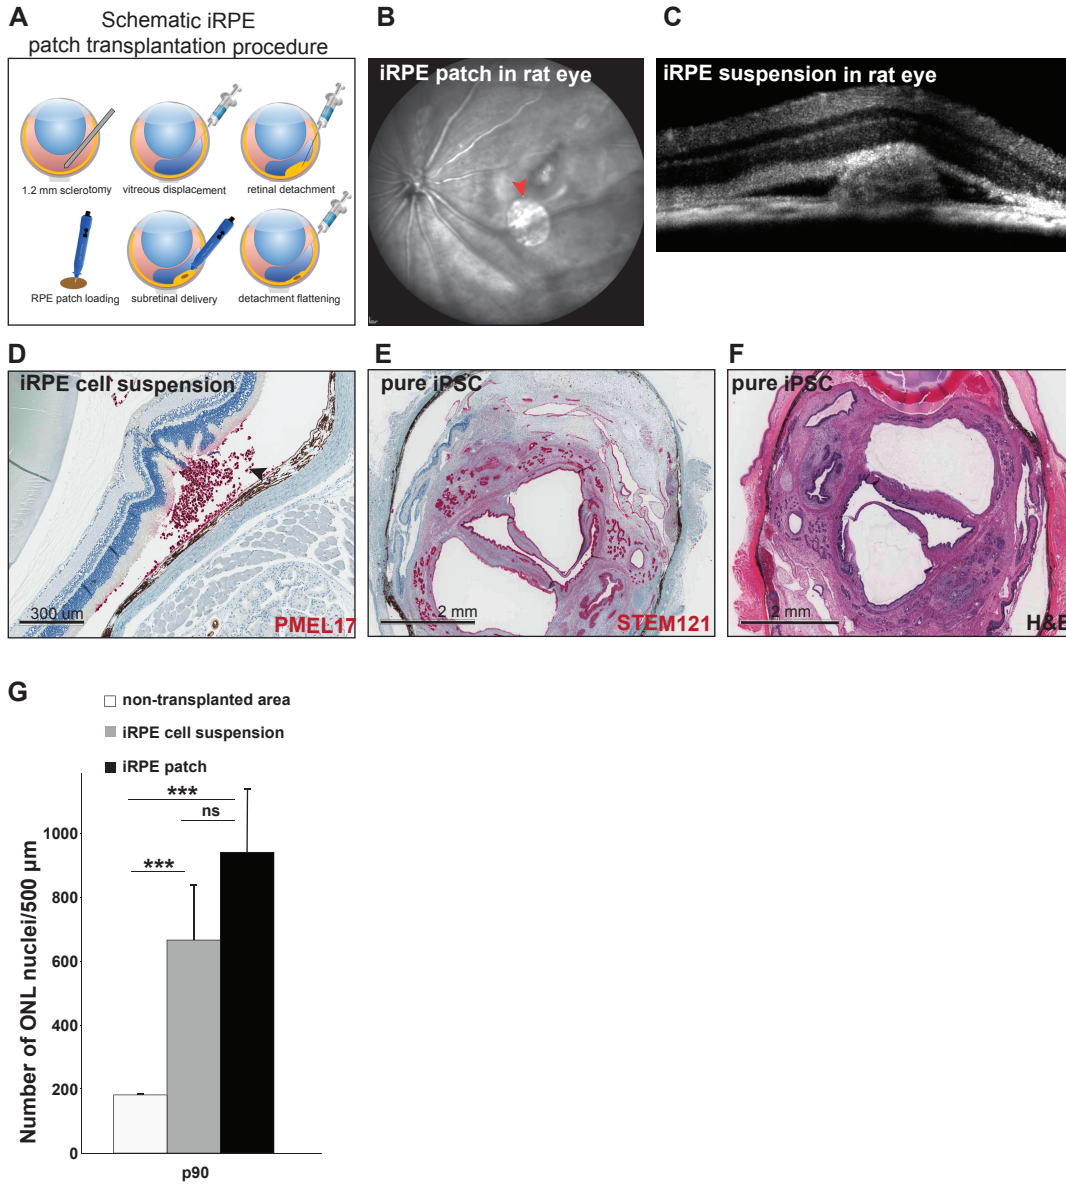 A
Schematic iRPE
patch transplantation procedure
1.2 mm sclerotomy
vitreous displacement
retinal detachment
RPE patch loading
subretinal delivery
detachment flattening
B
iRPE patch in rat eye
C
iRPE suspension in rat eye
D
iRPE cell suspension
300 um
PMEL17
E
pure iPSC
2 mm
STEM121
F
pure iPSC
2 mm
H&E
G
non-transplanted area
iRPE cell suspension
iRPE patch
***
ns
***
Number of ONL nuclei/500 µm
1000
800
600
400
200
0
p90